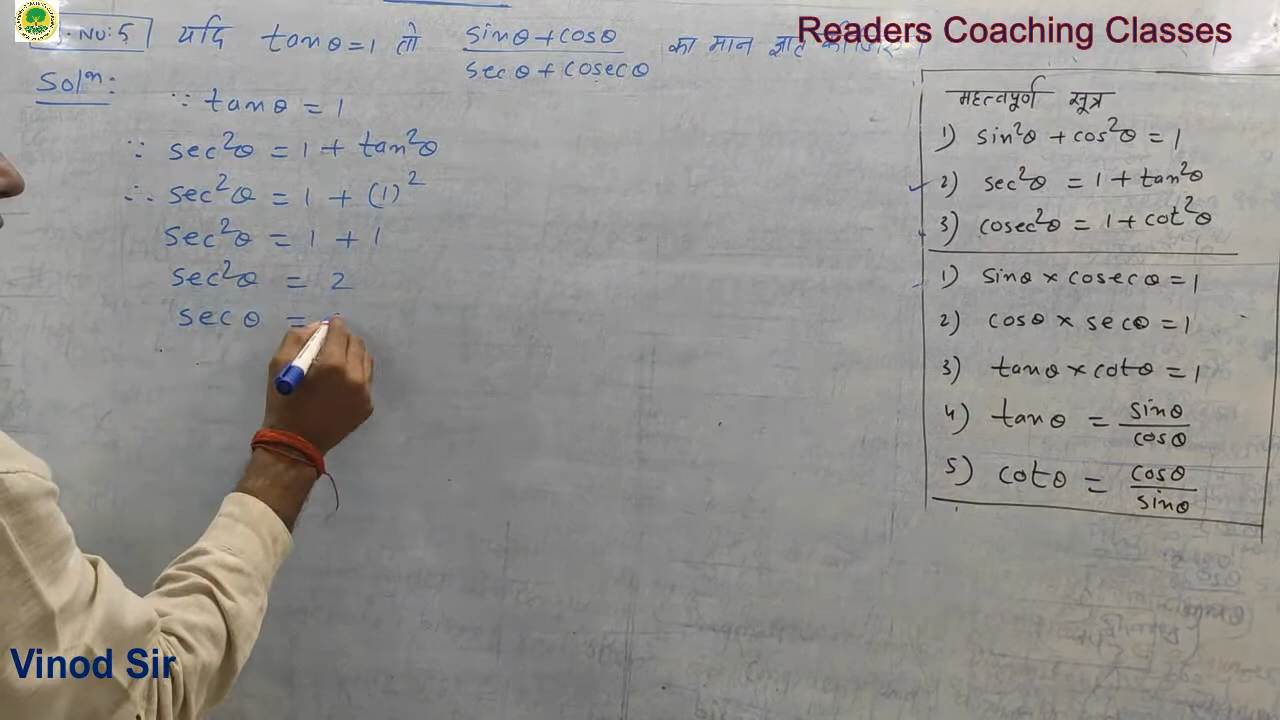 Readers Coaching Classes
Q.No:5 यदि tanθ=1 तो (sinθ+cosθ)/(secθ+cosecθ) का मान ज्ञात कीजिए।
Solⁿ:
∵ tanθ = 1
∵ sec²θ = 1 + tan²θ
∴ sec²θ = 1 + (1)²
sec²θ = 1 + 1
sec²θ = 2
secθ =
महत्वपूर्ण सूत्र
1) sin²θ + cos²θ = 1
2) sec²θ = 1 + tan²θ
3) cosec²θ = 1 + cot²θ
1) sinθ × cosecθ = 1
2) cosθ × secθ = 1
3) tanθ × cotθ = 1
4) tanθ = sinθ/cosθ
5) cotθ = cosθ/sinθ
Vinod Sir